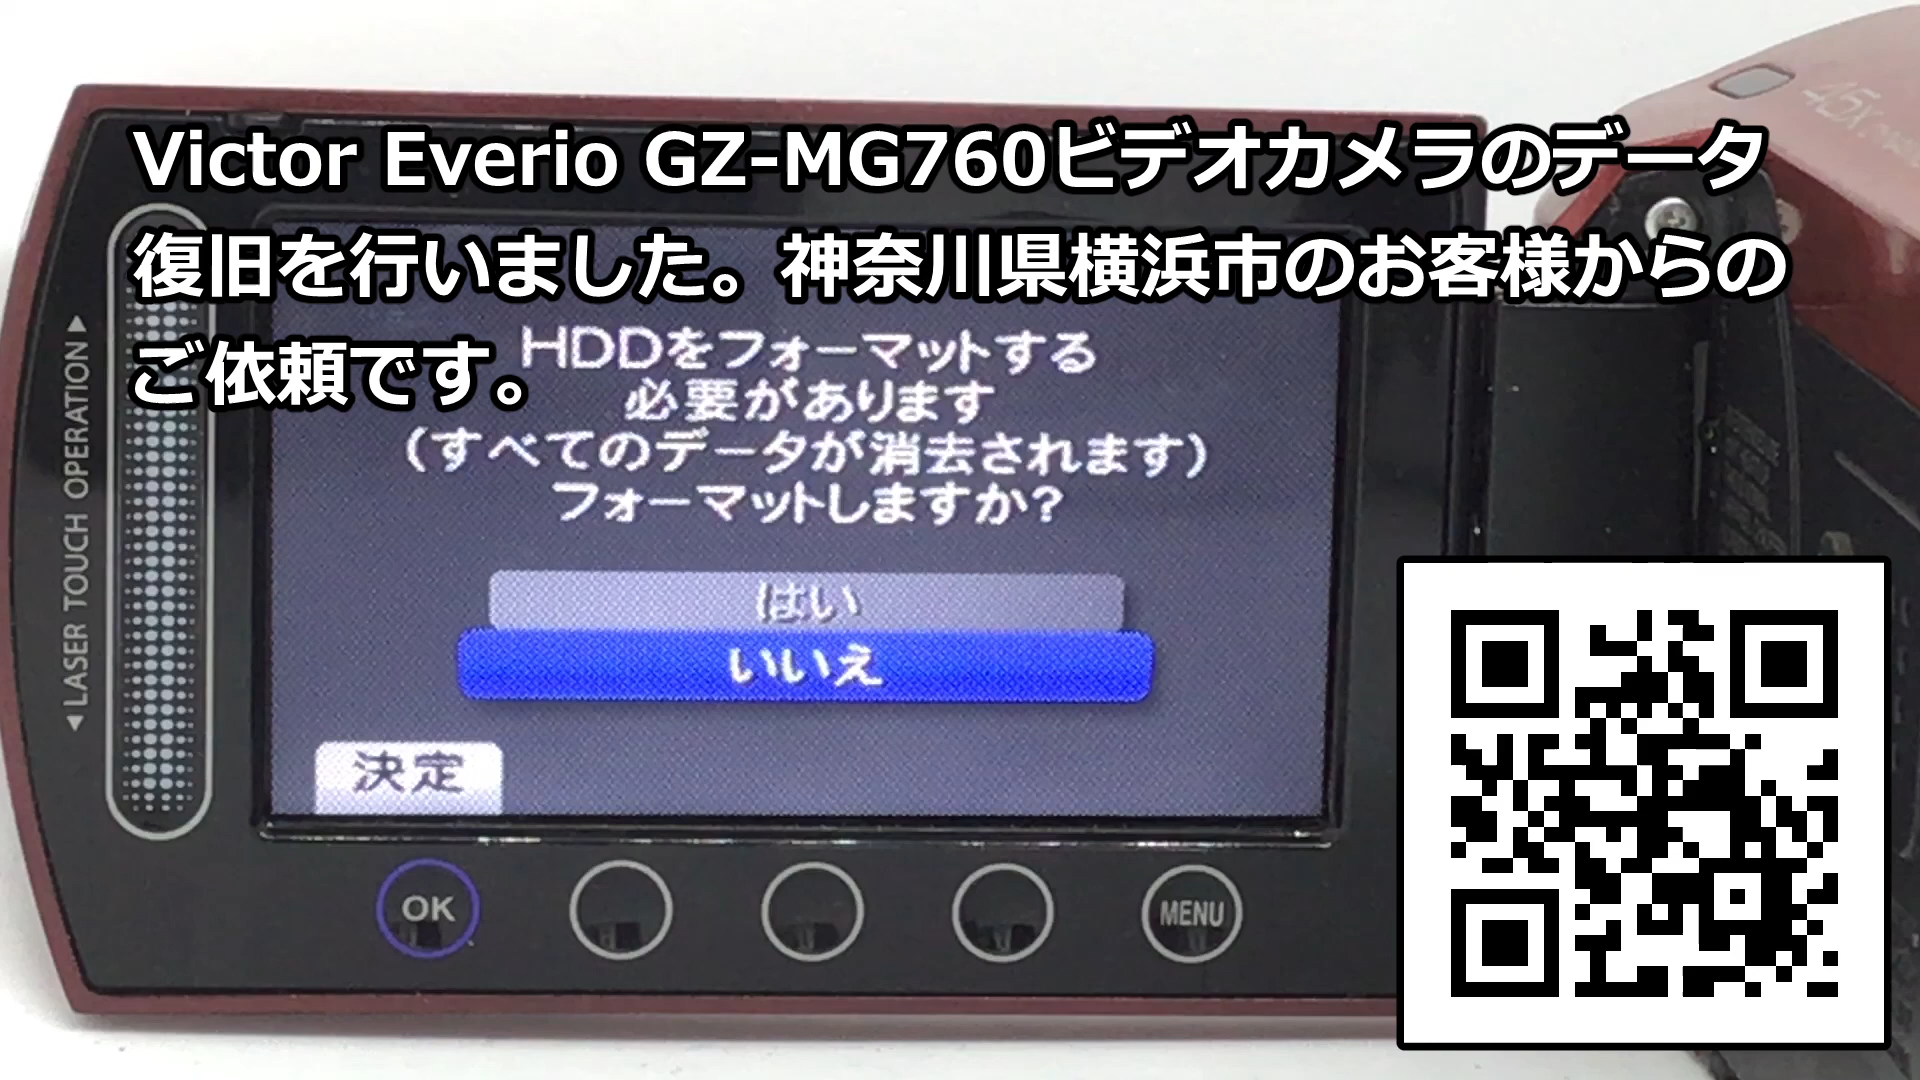 Victor Everio GZ-MG760ビデオカメラのデータ
復旧を行いました。神奈川県横浜市のお客様からの
ご依頼です。
HDDをフォーマットする
必要があります
(すべてのデータが消去されます)
フォーマットしますか?
はい
いいえ
決定
LASER TOUCH OPERATION
OK
MENU
45x